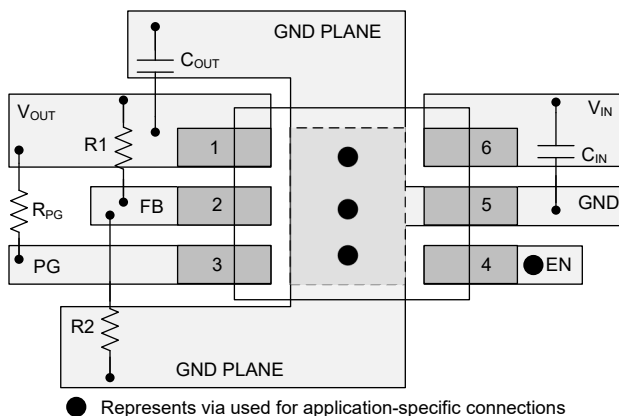 GND PLANE
COUT
VOUT
VIN
R1
1
6
CIN
RPG
FB
2
5
GND
PG
3
4
EN
R2
GND PLANE
Represents via used for application-specific connections